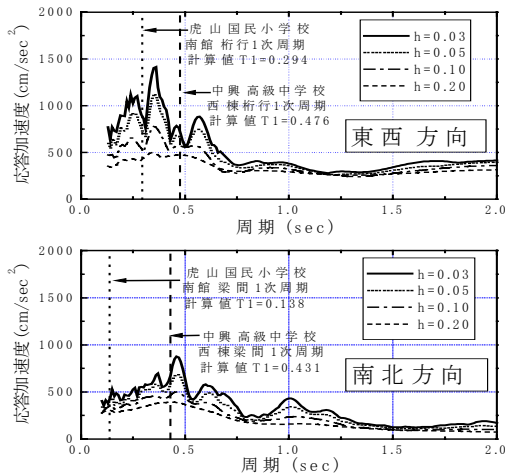 2000
1500
1000
500
0
応答加速度 (cm/sec²)
虎山国民小学校
南館 桁行1次周期
計算値 T1=0.294
中興 高級中学校
西棟桁行1次周期
計算値 T1=0.476
h=0.03
h=0.05
h=0.10
h=0.20
東西 方向
0.0 0.5 1.0 1.5 2.0
周期 (sec)
2000
1500
1000
500
0
応答加速度 (cm/sec²)
虎山国民小学校
南館 梁間 1次周期
計算値 T1=0.138
中興 高級中学校
西棟梁間 1次周期
計算値 T1=0.431
h=0.03
h=0.05
h=0.10
h=0.20
南北方向
0.0 0.5 1.0 1.5 2.0
周期 (sec)